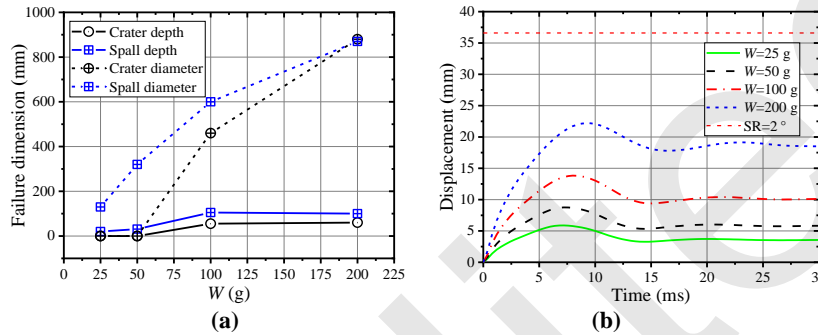 1000
800
600
400
200
0
Failure dimension (mm)
Crater depth
Spall depth
Crater diameter
Spall diameter
0 25 50 75 100 125 150 175 200 225
W (g)
(a)
40
35
30
25
20
15
10
5
0
Displacement (mm)
W=25 g
W=50 g
W=100 g
W=200 g
SR=2 °
0 5 10 15 20 25 30
Time (ms)
(b)